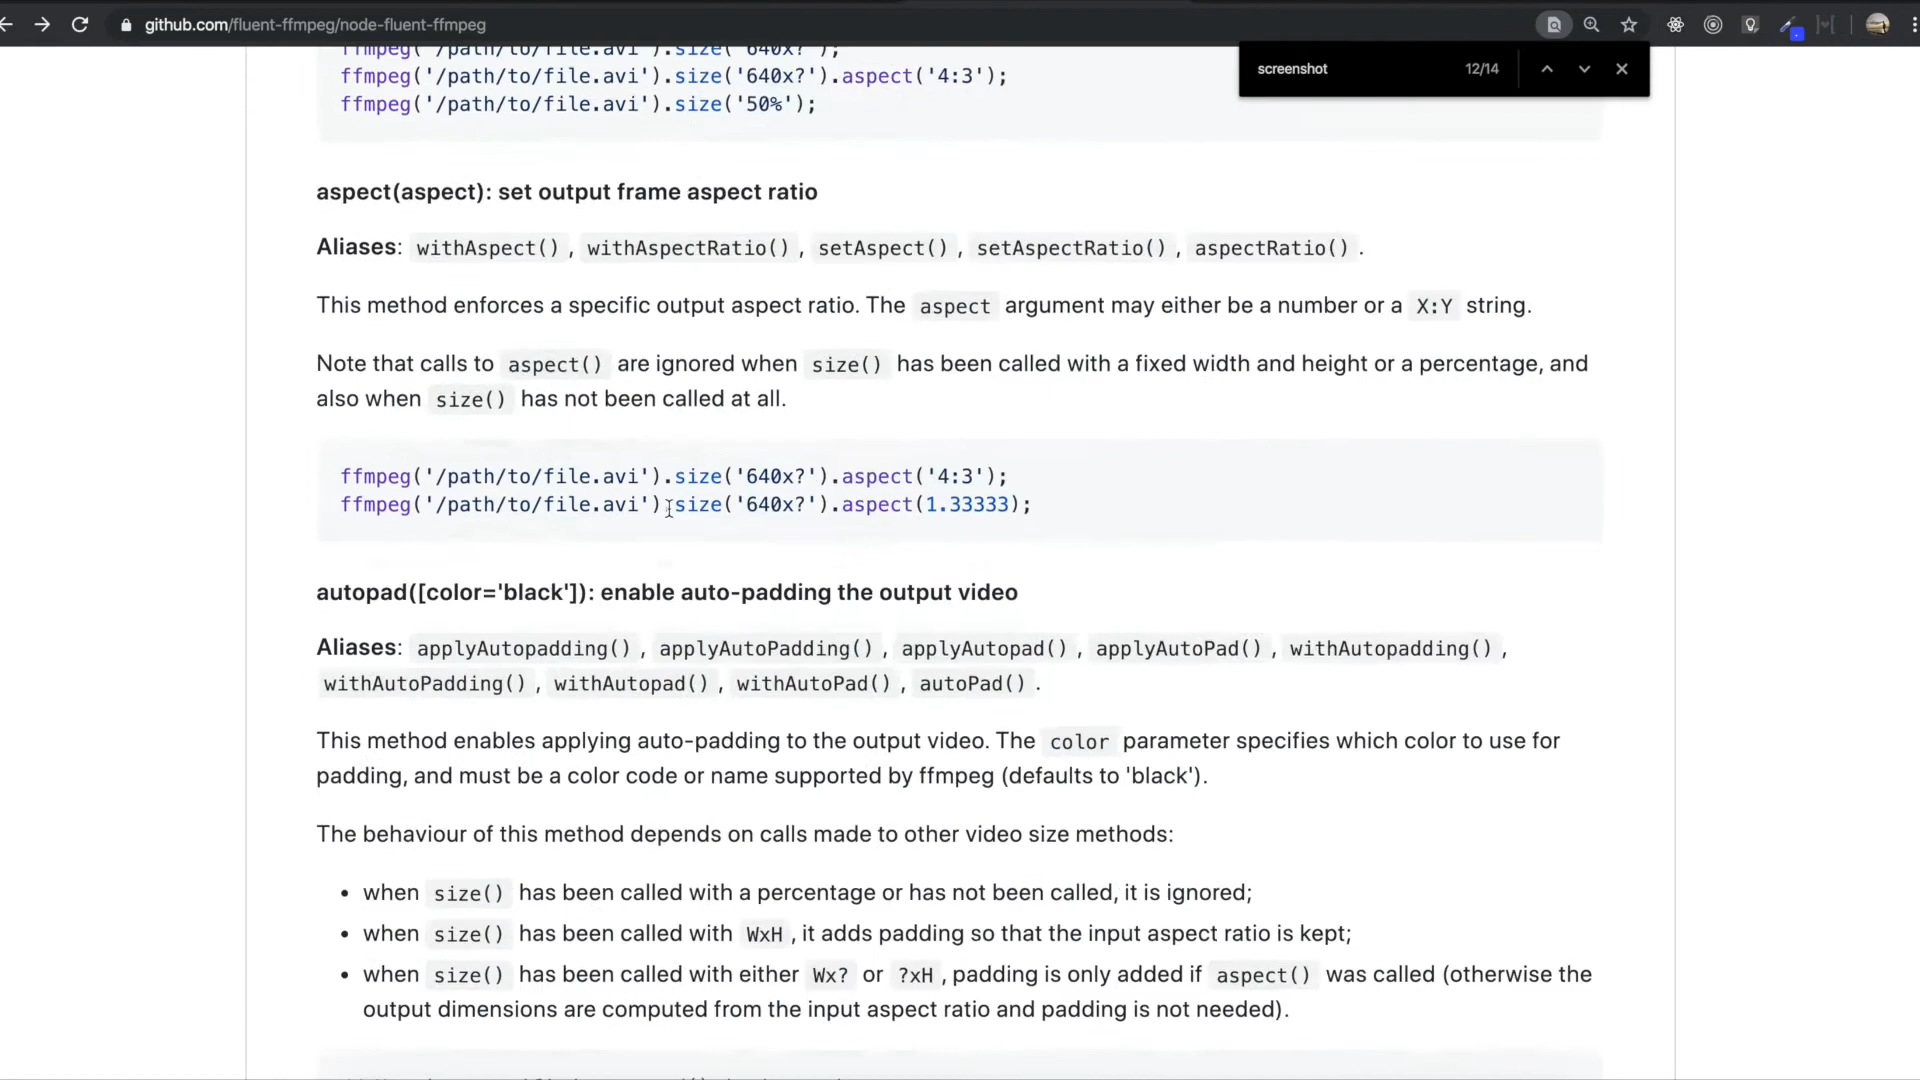 github.com/fluent-ffmpeg/node-fluent-ffmpeg
screenshot 12/14
ffmpeg('/path/to/file.avi').size('640x?');
ffmpeg('/path/to/file.avi').size('640x?').aspect('4:3');
ffmpeg('/path/to/file.avi').size('50%');
aspect(aspect): set output frame aspect ratio
Aliases: withAspect() , withAspectRatio() , setAspect() , setAspectRatio() , aspectRatio() .
This method enforces a specific output aspect ratio. The aspect argument may either be a number or a X:Y string.
Note that calls to aspect() are ignored when size() has been called with a fixed width and height or a percentage, and
also when size() has not been called at all.
ffmpeg('/path/to/file.avi').size('640x?').aspect('4:3');
ffmpeg('/path/to/file.avi').size('640x?').aspect(1.33333);
autopad([color='black']): enable auto-padding the output video
Aliases: applyAutopadding() , applyAutoPadding() , applyAutopad() , applyAutoPad() , withAutopadding() ,
withAutoPadding() , withAutopad() , withAutoPad() , autoPad() .
This method enables applying auto-padding to the output video. The color parameter specifies which color to use for
padding, and must be a color code or name supported by ffmpeg (defaults to 'black').
The behaviour of this method depends on calls made to other video size methods:
• when size() has been called with a percentage or has not been called, it is ignored;
• when size() has been called with WxH , it adds padding so that the input aspect ratio is kept;
• when size() has been called with either Wx? or ?xH , padding is only added if aspect() was called (otherwise the
output dimensions are computed from the input aspect ratio and padding is not needed).